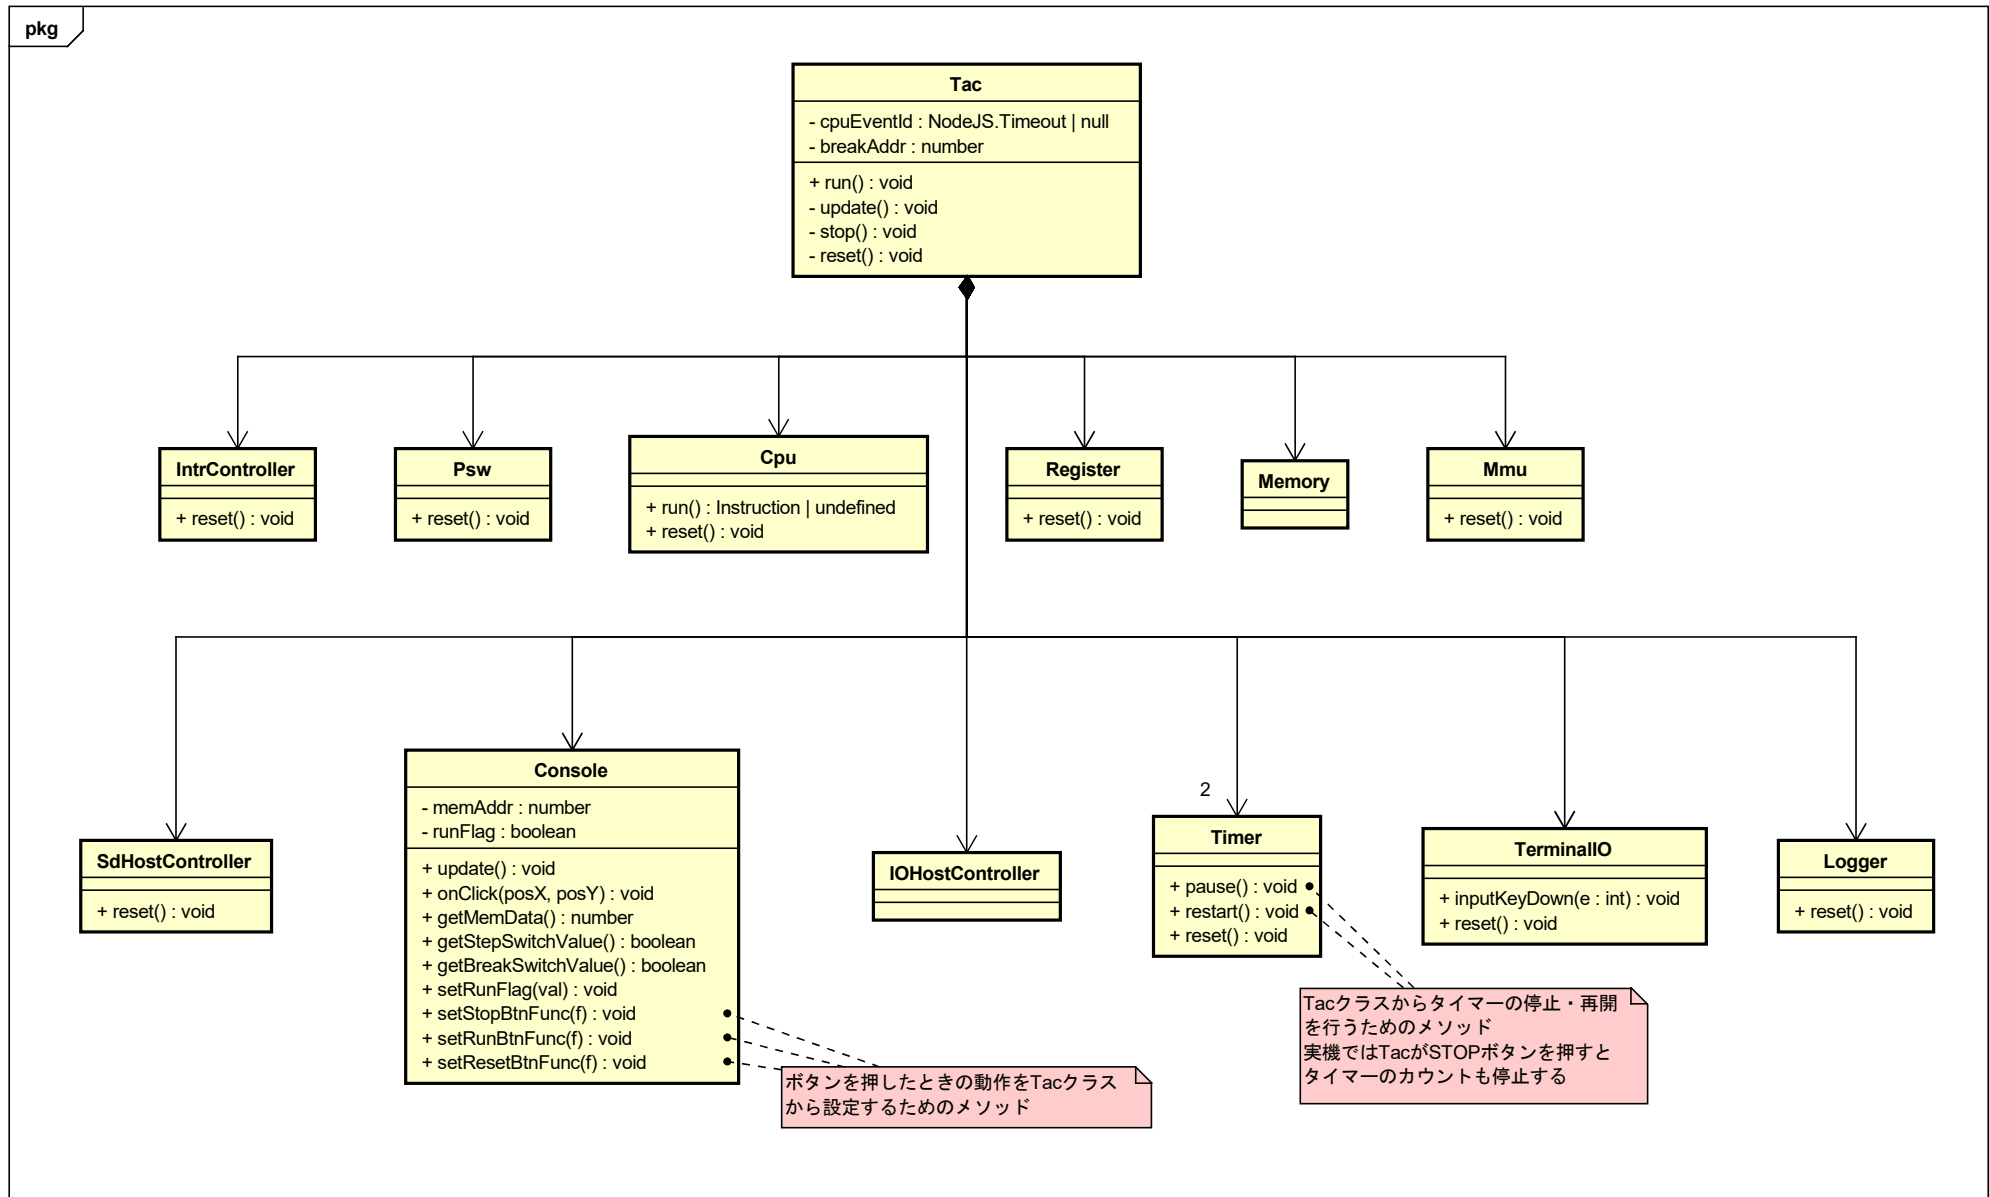 pkg
Tac
- cpuEventId : NodeJS.Timeout | null
- breakAddr : number
+ run() : void
- update() : void
- stop() : void
- reset() : void
IntrController
+ reset() : void
Psw
+ reset() : void
Cpu
+ run() : Instruction | undefined
+ reset() : void
Register
+ reset() : void
Memory
Mmu
+ reset() : void
SdHostController
+ reset() : void
Console
- memAddr : number
- runFlag : boolean
+ update() : void
+ onClick(posX, posY) : void
+ getMemData() : number
+ getStepSwitchValue() : boolean
+ getBreakSwitchValue() : boolean
+ setRunFlag(val) : void
+ setStopBtnFunc(f) : void
+ setRunBtnFunc(f) : void
+ setResetBtnFunc(f) : void
ボタンを押したときの動作をTacクラス
から設定するためのメソッド
IOHostController
2
Timer
+ pause() : void
+ restart() : void
+ reset() : void
Tacクラスからタイマーの停止・再開
を行うためのメソッド
実機ではTacがSTOPボタンを押すと
タイマーのカウントも停止する
TerminalIO
+ inputKeyDown(e : int) : void
+ reset() : void
Logger
+ reset() : void